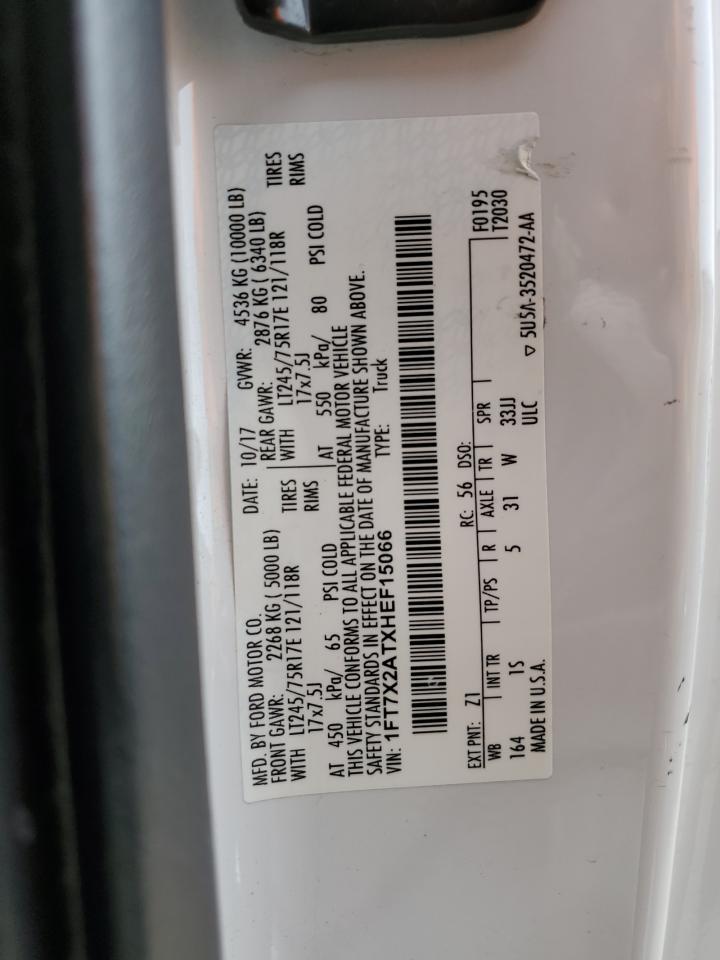 MFD. BY FORD MOTOR CO.
DATE: 10/17 GVWR: 4536 KG (10000 LB)
FRONT GAWR: 2268 KG ( 5000 LB)
REAR GAWR: 2876 KG ( 6340 LB)
WITH LT245/75R17E 121/118R TIRES
WITH LT245/75R17E 121/118R TIRES
17x7.5J RIMS
17x7.5J RIMS
AT 450 kPa/ 65 PSI COLD
AT 550 kPa/ 80 PSI COLD
THIS VEHICLE CONFORMS TO ALL APPLICABLE FEDERAL MOTOR VEHICLE
SAFETY STANDARDS IN EFFECT ON THE DATE OF MANUFACTURE SHOWN ABOVE.
VIN: 1FT7X2ATXHEF15066 TYPE: Truck
EXT PNT: Z1 RC: 56 DSO: F0195
WB INT TR TP/PS R AXLE TR SPR T2030
164 1S 5 31 W 33JJ
MADE IN U.S.A. ULC
▽ 5U5A-3520472-AA